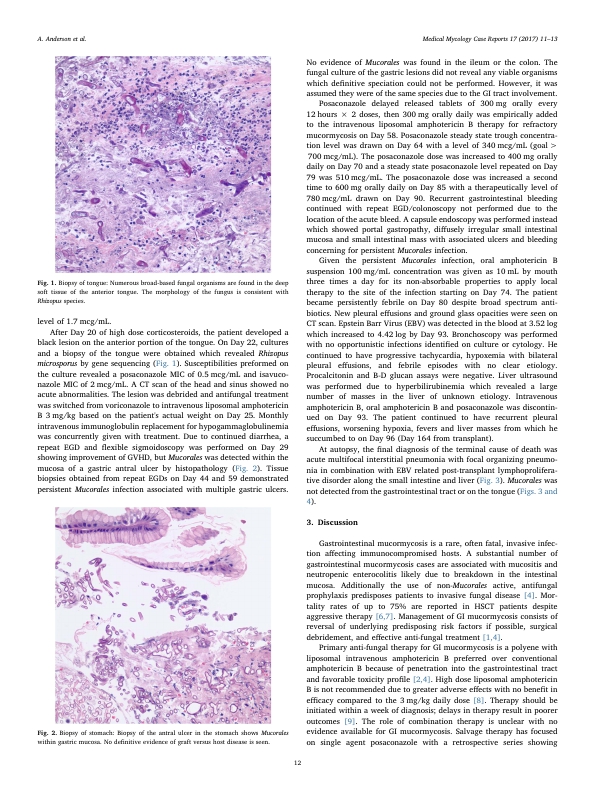 A. Anderson et al.
Medical Mycology Case Reports 17 (2017) 11–13
Fig. 1. Biopsy of tongue: Numerous broad-based fungal organisms are found in the deep
soft tissue of the anterior tongue. The morphology of the fungus is consistent with
Rhizopus species.
level of 1.7 mcg/mL.
After Day 20 of high dose corticosteroids, the patient developed a
black lesion on the anterior portion of the tongue. On Day 22, cultures
and a biopsy of the tongue were obtained which revealed Rhizopus
microsporus by gene sequencing (Fig. 1). Susceptibilities preformed on
the culture revealed a posaconazole MIC of 0.5 mcg/mL and isavuco-
nazole MIC of 2 mcg/mL. A CT scan of the head and sinus showed no
acute abnormalities. The lesion was debrided and antifungal treatment
was switched from voriconazole to intravenous liposomal amphotericin
B 3 mg/kg based on the patient's actual weight on Day 25. Monthly
intravenous immunoglobulin replacement for hypogammaglobulinemia
was concurrently given with treatment. Due to continued diarrhea, a
repeat EGD and flexible sigmoidoscopy was performed on Day 29
showing improvement of GVHD, but Mucorales was detected within the
mucosa of a gastric antral ulcer by histopathology (Fig. 2). Tissue
biopsies obtained from repeat EGDs on Day 44 and 59 demonstrated
persistent Mucorales infection associated with multiple gastric ulcers.
Fig. 2. Biopsy of stomach: Biopsy of the antral ulcer in the stomach shows Mucorales
within gastric mucosa. No definitive evidence of graft versus host disease is seen.
No evidence of Mucorales was found in the ileum or the colon. The
fungal culture of the gastric lesions did not reveal any viable organisms
which definitive speciation could not be performed. However, it was
assumed they were of the same species due to the GI tract involvement.
Posaconazole delayed released tablets of 300 mg orally every
12 hours × 2 doses, then 300 mg orally daily was empirically added
to the intravenous liposomal amphotericin B therapy for refractory
mucormycosis on Day 58. Posaconazole steady state trough concentra-
tion level was drawn on Day 64 with a level of 340 mcg/mL (goal >
700 mcg/mL). The posaconazole dose was increased to 400 mg orally
daily on Day 70 and a steady state posaconazole level repeated on Day
79 was 510 mcg/mL. The posaconazole dose was increased a second
time to 600 mg orally daily on Day 85 with a therapeutically level of
780 mcg/mL drawn on Day 90. Recurrent gastrointestinal bleeding
continued with repeat EGD/colonoscopy not performed due to the
location of the acute bleed. A capsule endoscopy was performed instead
which showed portal gastropathy, diffusely irregular small intestinal
mucosa and small intestinal mass with associated ulcers and bleeding
concerning for persistent Mucorales infection.
Given the persistent Mucorales infection, oral amphotericin B
suspension 100 mg/mL concentration was given as 10 mL by mouth
three times a day for its non-absorbable properties to apply local
therapy to the site of the infection starting on Day 74. The patient
became persistently febrile on Day 80 despite broad spectrum anti-
biotics. New pleural effusions and ground glass opacities were seen on
CT scan. Epstein Barr Virus (EBV) was detected in the blood at 3.52 log
which increased to 4.42 log by Day 93. Bronchoscopy was performed
with no opportunistic infections identified on culture or cytology. He
continued to have progressive tachycardia, hypoxemia with bilateral
pleural effusions, and febrile episodes with no clear etiology.
Procalcitonin and B-D glucan assays were negative. Liver ultrasound
was performed due to hyperbilirubinemia which revealed a large
number of masses in the liver of unknown etiology. Intravenous
amphotericin B, oral amphotericin B and posaconazole was discontin-
ued on Day 93. The patient continued to have recurrent pleural
effusions, worsening hypoxia, fevers and liver masses from which he
succumbed to on Day 96 (Day 164 from transplant).
At autopsy, the final diagnosis of the terminal cause of death was
acute multifocal interstitial pneumonia with focal organizing pneumo-
nia in combination with EBV related post-transplant lymphoprolifera-
tive disorder along the small intestine and liver (Fig. 3). Mucorales was
not detected from the gastrointestinal tract or on the tongue (Figs. 3 and
4).
3. Discussion
Gastrointestinal mucormycosis is a rare, often fatal, invasive infec-
tion affecting immunocompromised hosts. A substantial number of
gastrointestinal mucormycosis cases are associated with mucositis and
neutropenic enterocolitis likely due to breakdown in the intestinal
mucosa. Additionally the use of non-Mucorales active, antifungal
prophylaxis predisposes patients to invasive fungal disease [4]. Mor-
tality rates of up to 75% are reported in HSCT patients despite
aggressive therapy [6,7]. Management of GI mucormycosis consists of
reversal of underlying predisposing risk factors if possible, surgical
debridement, and effective anti-fungal treatment [1,4].
Primary anti-fungal therapy for GI mucormycosis is a polyene with
liposomal intravenous amphotericin B preferred over conventional
amphotericin B because of penetration into the gastrointestinal tract
and favorable toxicity profile [2,4]. High dose liposomal amphotericin
B is not recommended due to greater adverse effects with no benefit in
efficacy compared to the 3 mg/kg daily dose [8]. Therapy should be
initiated within a week of diagnosis; delays in therapy result in poorer
outcomes [9]. The role of combination therapy is unclear with no
evidence available for GI mucormycosis. Salvage therapy has focused
on single agent posaconazole with a retrospective series showing
12